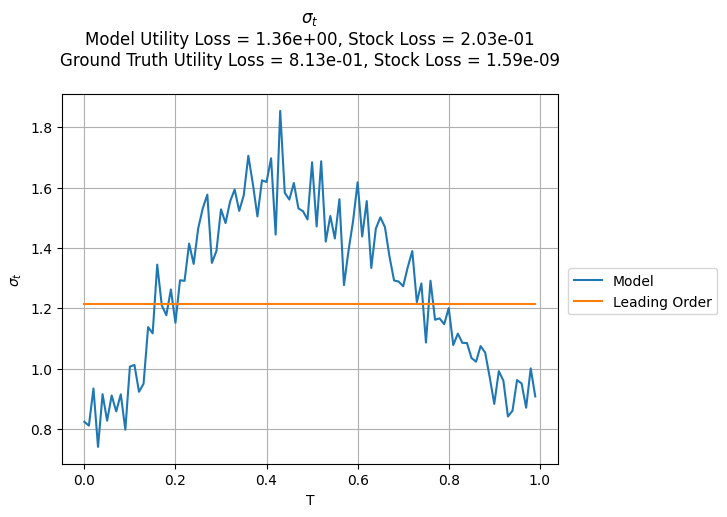 σt
Model Utility Loss = 1.36e+00, Stock Loss = 2.03e-01
Ground Truth Utility Loss = 8.13e-01, Stock Loss = 1.59e-09
1.8
1.6
1.4
1.2
1.0
0.8
σt
0.0 0.2 0.4 0.6 0.8 1.0
T
Model
Leading Order